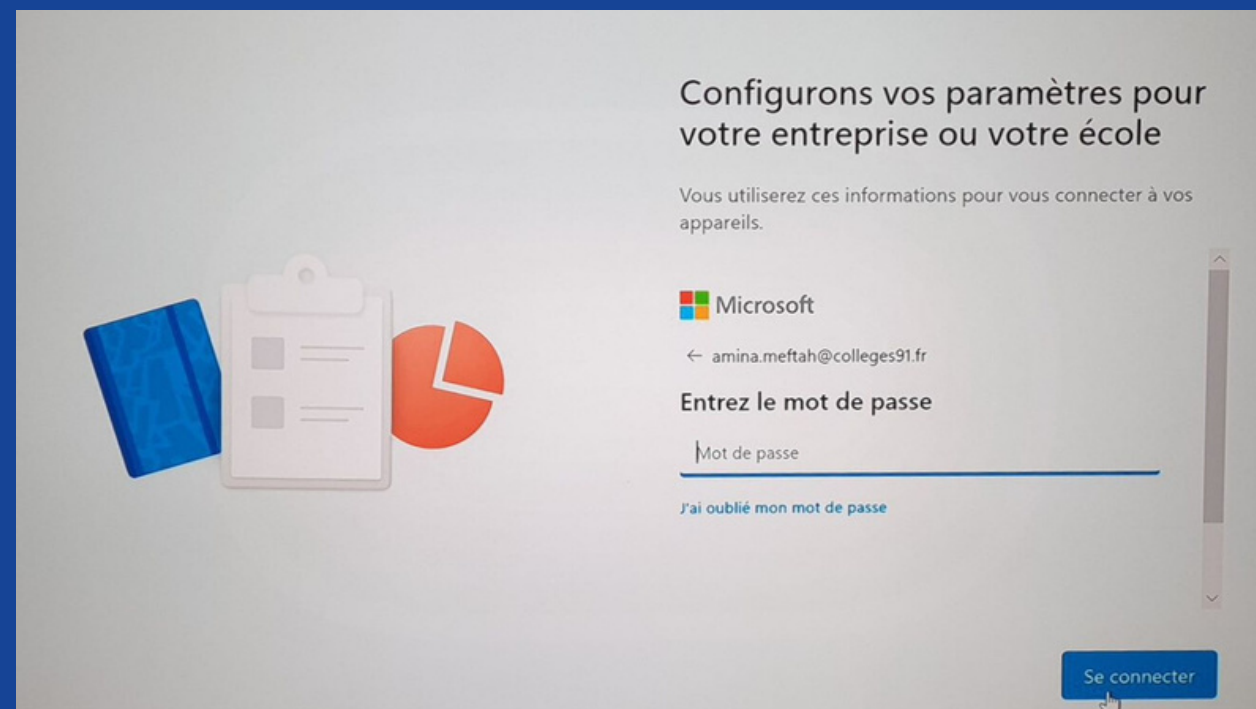 Configurons vos paramètres pour
votre entreprise ou votre école
Vous utiliserez ces informations pour vous connecter à vos
appareils.
Microsoft
← amina.meftah@colleges91.fr
Entrez le mot de passe
Mot de passe
J'ai oublié mon mot de passe
Se connecter